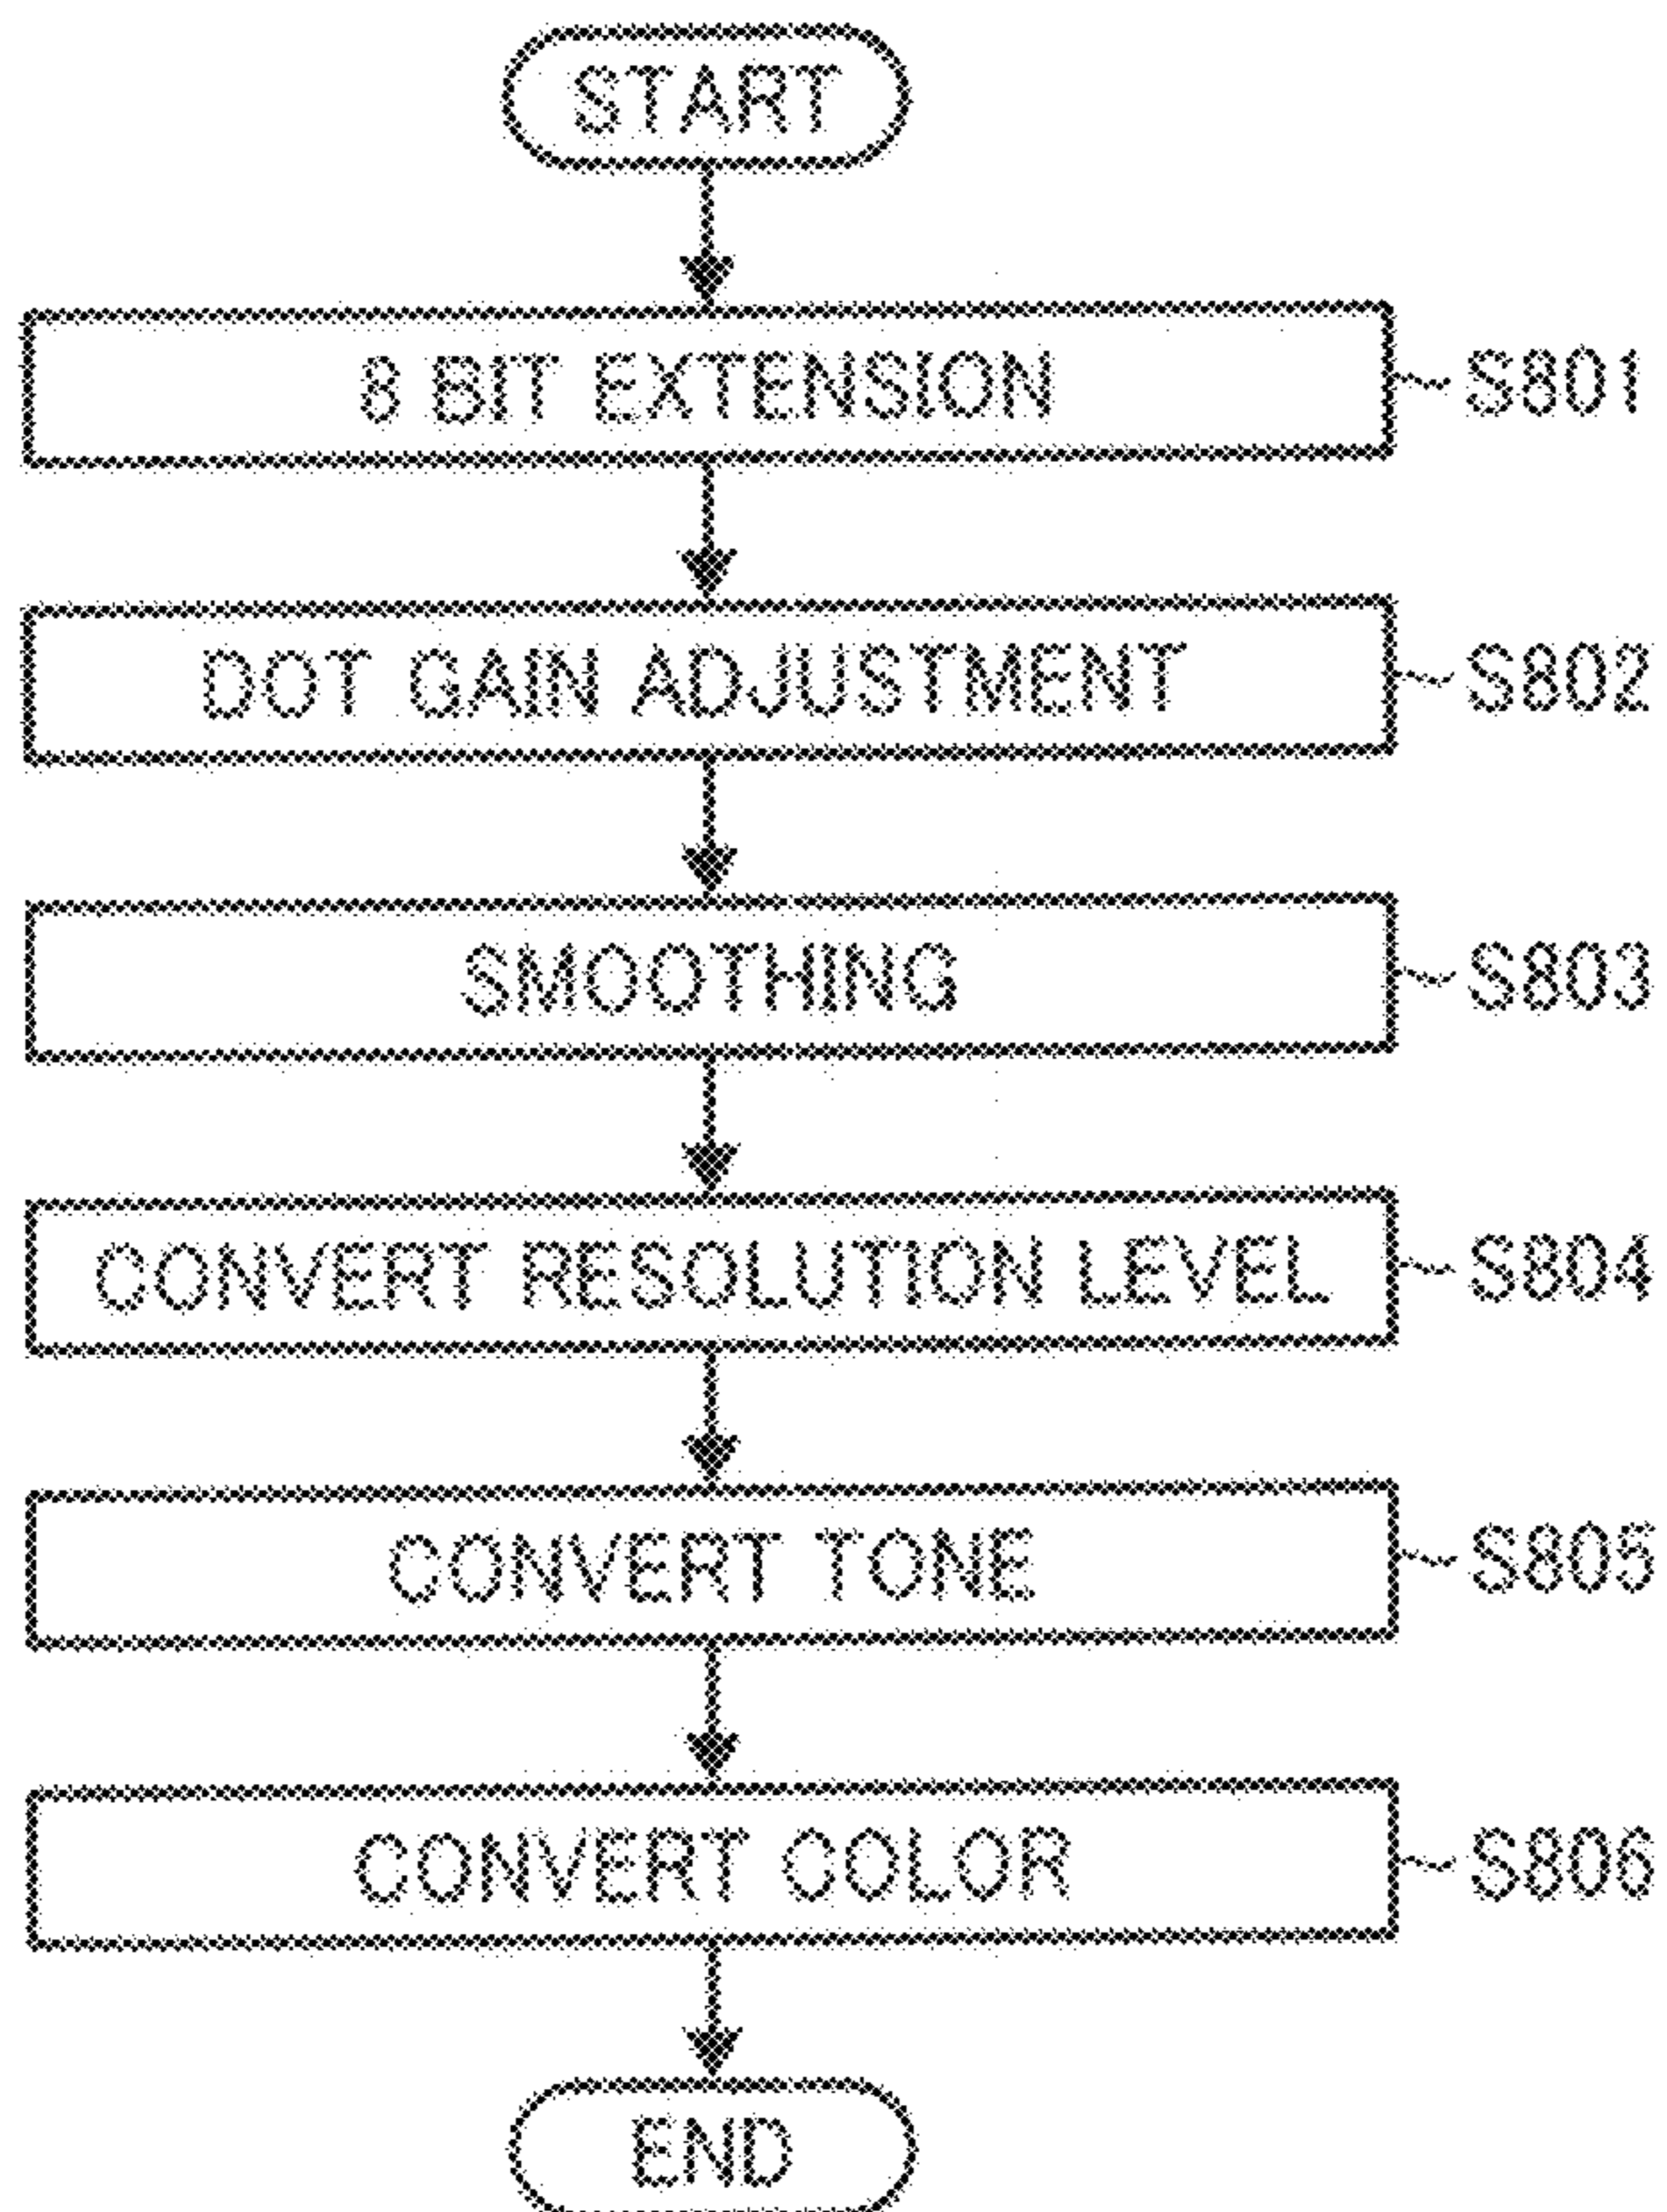 START
8 BIT EXTENSION
S801
DOT GAIN ADJUSTMENT
S802
SMOOTHING
S803
CONVERT RESOLUTION LEVEL
S804
CONVERT TONE
S805
CONVERT COLOR
S806
END